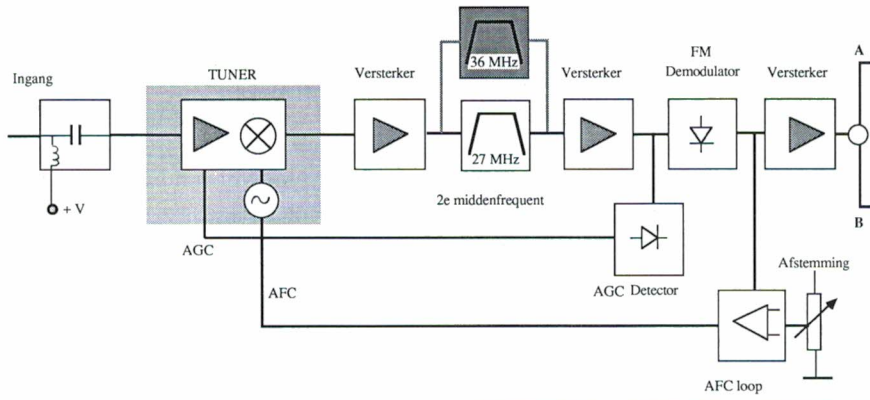 Ingang
TUNER
Versterker
36 MHz
27 MHz
2e middenfrequent
Versterker
FM
Demodulator
Versterker
A
B
+ V
AGC
AFC
AGC Detector
Afstemming
AFC loop